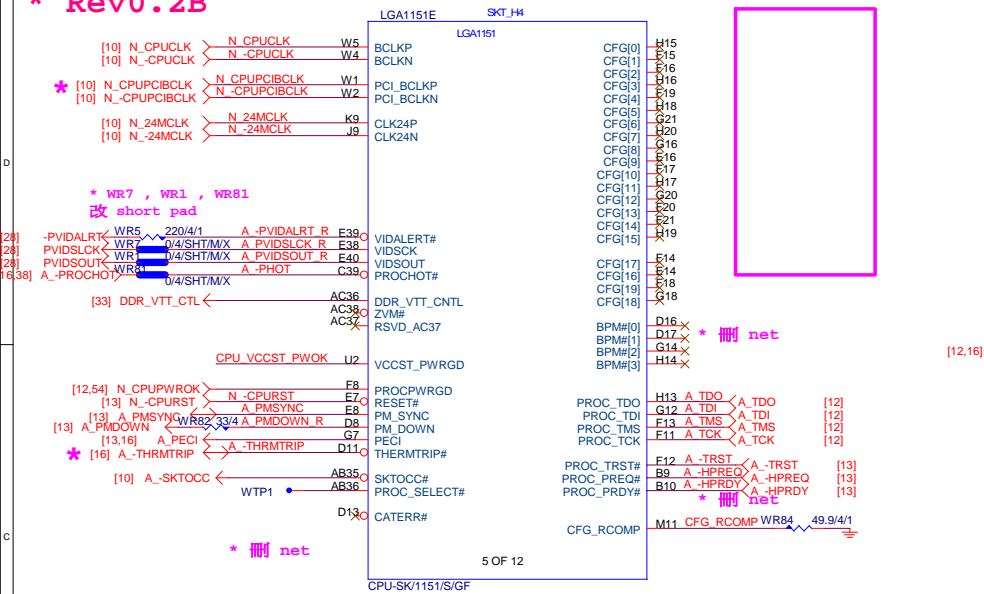 * Rev0.2B
LGA1151E SKT_H4
LGA1151
[10] N_CPUCLK N_CPUCLK W5 BCLKP
[10] N_-CPUCLK N_-CPUCLK W4 BCLKN
* [10] N_CPUPCIBCLK N_CPUPCIBCLK W1 PCI_BCLKP
[10] N_-CPUPCIBCLK N_-CPUPCIBCLK W2 PCI_BCLKN
[10] N_24MCLK N_24MCLK K9 CLK24P
[10] N_-24MCLK N_-24MCLK J9 CLK24N
* WR7 , WR1 , WR81
改 short pad
[28] -PVIDALRT WR5 220/4/1 A_-PVIDALRT_R E39 VIDALERT#
[28] PVIDSLCK WR7 0/4/SHT/M/X A_PVIDSLCK_R E38 VIDSCK
[28] PVIDSOUT WR1 A_PVIDSOUT_R E40 VIDSOUT
16,38] A_-PROCHOT WR81 0/4/SHT/M/X A_-PHOT C39 PROCHOT#
[33] DDR_VTT_CTL AC36 DDR_VTT_CNTL
AC38 ZVM#
AC37 RSVD_AC37
CPU_VCCST_PWOK U2 VCCST_PWRGD
[12,54] N_CPUPWROK F8 PROCPWRGD
[13] N_-CPURST N_-CPURST E7 RESET#
[13] A_PMSYNC A_PMSYNC E8 PM_SYNC
[13] A_PMDOWN WR82 33/4 A_PMDOWN_R D8 PM_DOWN
[13,16] A_PECI G7 PECI
* [16] A_-THRMTRIP A_-THRMTRIP D11 THERMTRIP#
[10] A_-SKTOCC AB35 SKTOCC#
WTP1 AB36 PROC_SELECT#
D13 CATERR#
* 刪 net
CFG[0] H15
CFG[1] F15
CFG[2] F16
CFG[3] H16
CFG[4] F19
CFG[5] H18
CFG[6] G21
CFG[7] H20
CFG[8] G16
CFG[9] E16
CFG[10] F17
CFG[11] H17
CFG[12] G20
CFG[13] F20
CFG[14] F21
CFG[15] H19
CFG[17] F14
CFG[16] E14
CFG[19] F18
CFG[18] G18
BPM#[0] D16
BPM#[1] D17 * 刪 net
BPM#[2] G14 [12,16]
BPM#[3] H14
PROC_TDO H13 A_TDO A_TDO [12]
PROC_TDI G12 A_TDI A_TDI [12]
PROC_TMS F13 A_TMS A_TMS [12]
PROC_TCK F11 A_TCK A_TCK [12]
PROC_TRST# F12 A_-TRST A_-TRST [13]
PROC_PREQ# B9 A_-HPREQ A_-HPREQ [13]
PROC_PRDY# B10 A_-HPRDY A_-HPRDY [13]
* 刪 net
CFG_RCOMP M11 CFG_RCOMP WR84 49.9/4/1
5 OF 12
CPU-SK/1151/S/GF
D
C